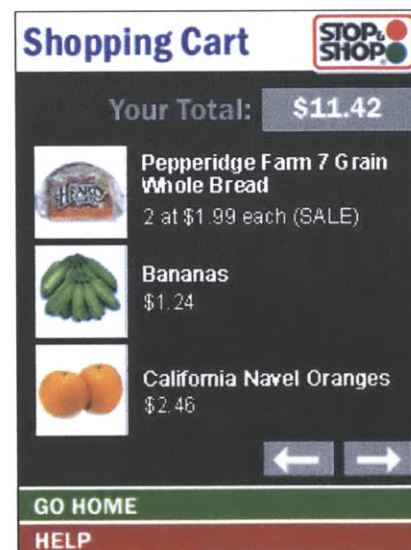 Shopping Cart
STOP&
SHOP
Your Total: $11.42
Pepperidge Farm 7 Grain
Whole Bread
2 at $1.99 each (SALE)
Bananas
$1.24
California Navel Oranges
$2.46
GO HOME
HELP